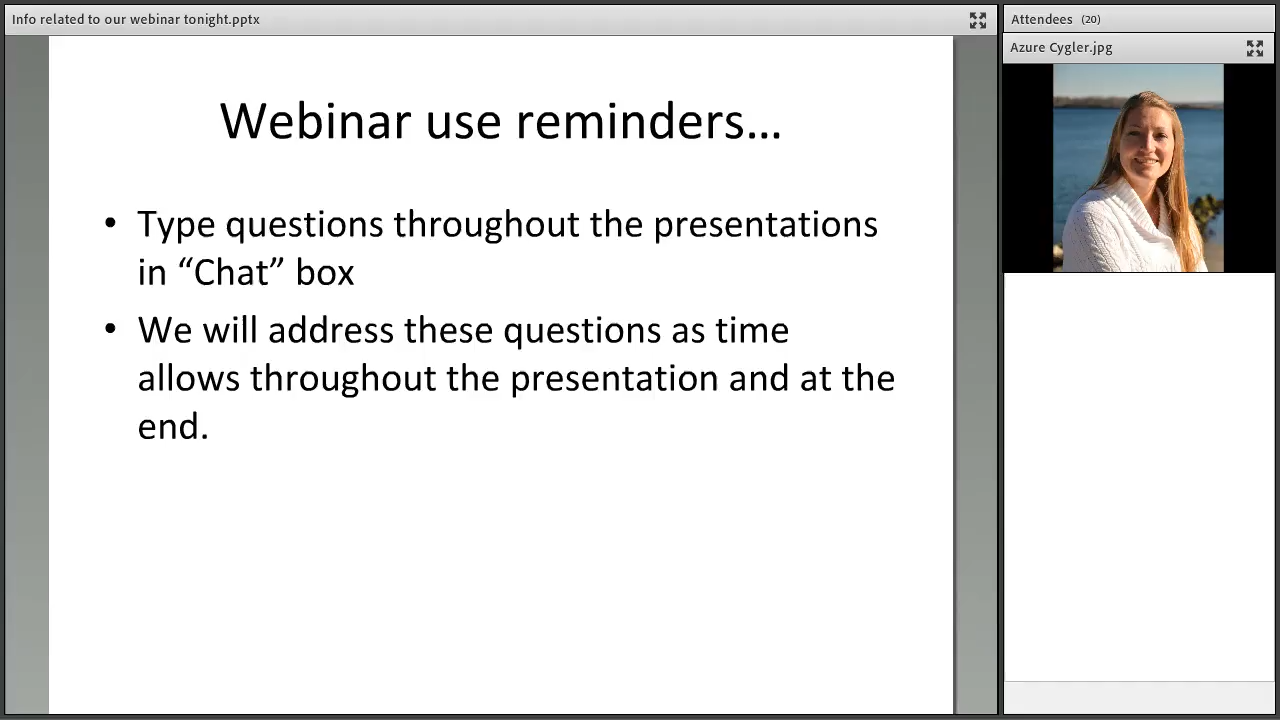 Info related to our webinar tonight.pptx
Attendees (20)
Azure Cygler.jpg
Webinar use reminders…
• Type questions throughout the presentations
in “Chat” box
• We will address these questions as time
allows throughout the presentation and at the
end.